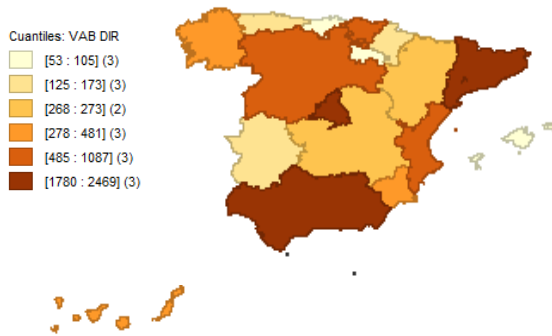 Cuantiles: VAB DIR
[53 : 105] (3)
[125 : 173] (3)
[268 : 273] (2)
[278 : 481] (3)
[485 : 1087] (3)
[1780 : 2469] (3)